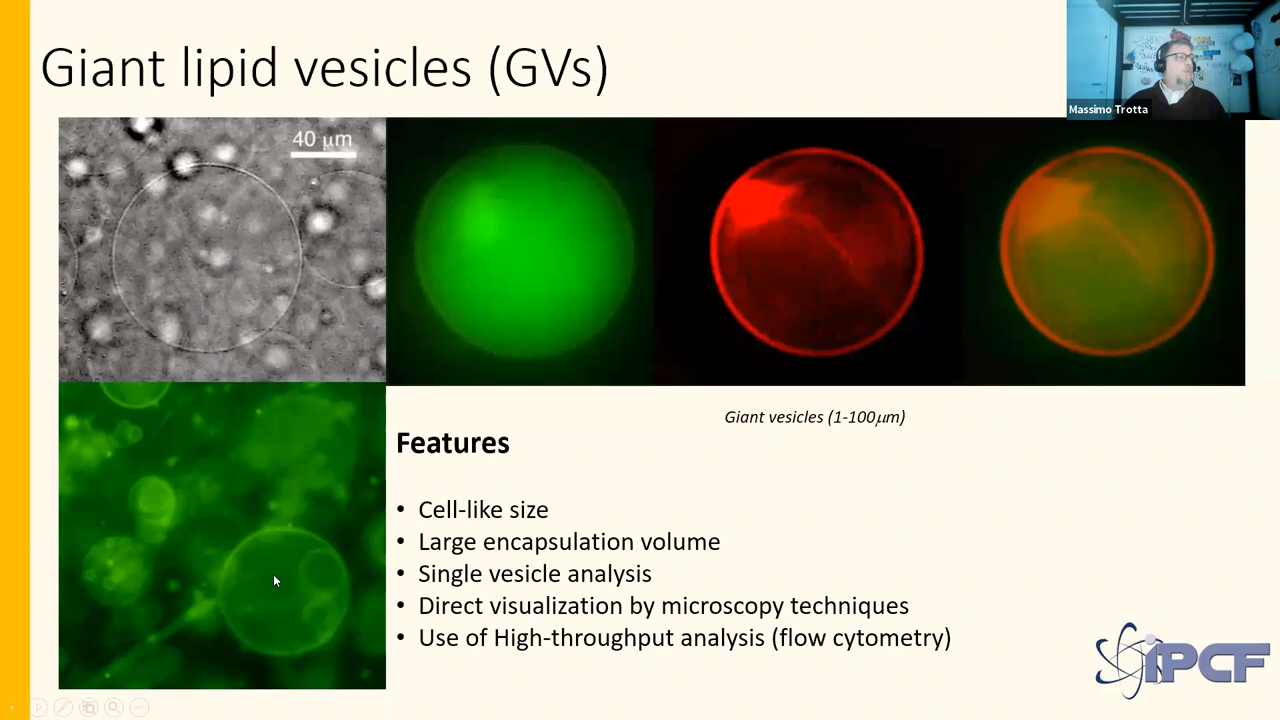 Giant lipid vesicles (GVs)
Massimo Trotta
40 μm
Giant vesicles (1-100μm)
Features
• Cell-like size
• Large encapsulation volume
• Single vesicle analysis
• Direct visualization by microscopy techniques
• Use of High-throughput analysis (flow cytometry)
iPCF